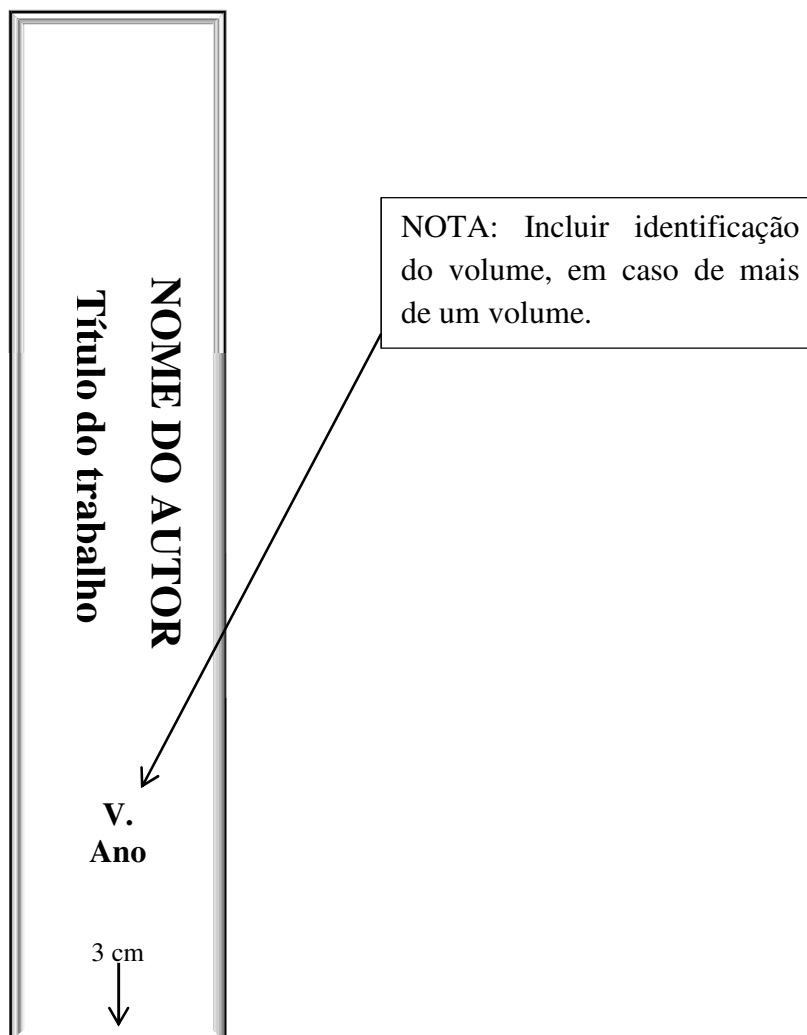 NOME DO AUTOR
Título do trabalho
NOTA: Incluir identificação
do volume, em caso de mais
de um volume.
V.
Ano
3 cm